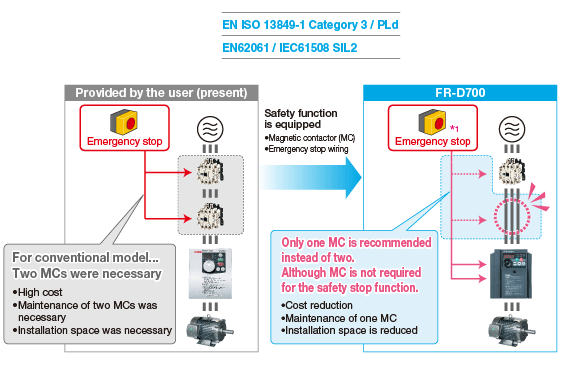 EN ISO 13849-1 Category 3 / PLd
EN62061 / IEC61508 SIL2
Provided by the user (present)
Emergency stop
Safety function
is equipped
•Magnetic contactor (MC)
•Emergency stop wiring
FR-D700
Emergency stop
*1
For conventional model...
Two MCs were necessary
•High cost
•Maintenance of two MCs was
necessary
•Installation space was necessary
Only one MC is recommended
instead of two.
Although MC is not required
for the safety stop function.
•Cost reduction
•Maintenance of one MC
•Installation space is reduced